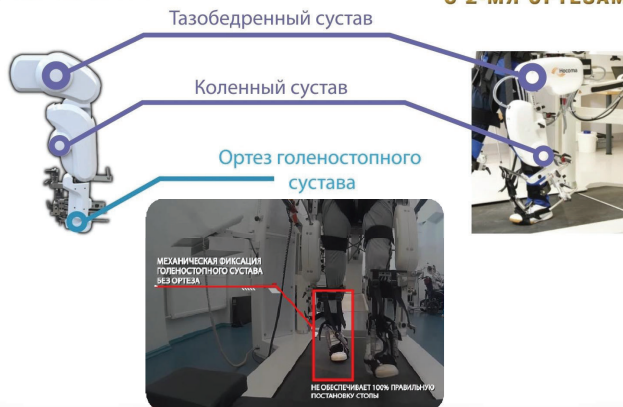 Тазобедренный сустав
Коленный сустав
Ортез голеностопного
сустава
МЕХАНИЧЕСКАЯ ФИКСАЦИЯ
ГОЛЕНОСТОПНОГО СУСТАВА
БЕЗ ОРТЕЗА
НЕ ОБЕСПЕЧИВАЕТ 100% ПРАВИЛЬНУЮ
ПОСТАНОВКУ СТОПЫ